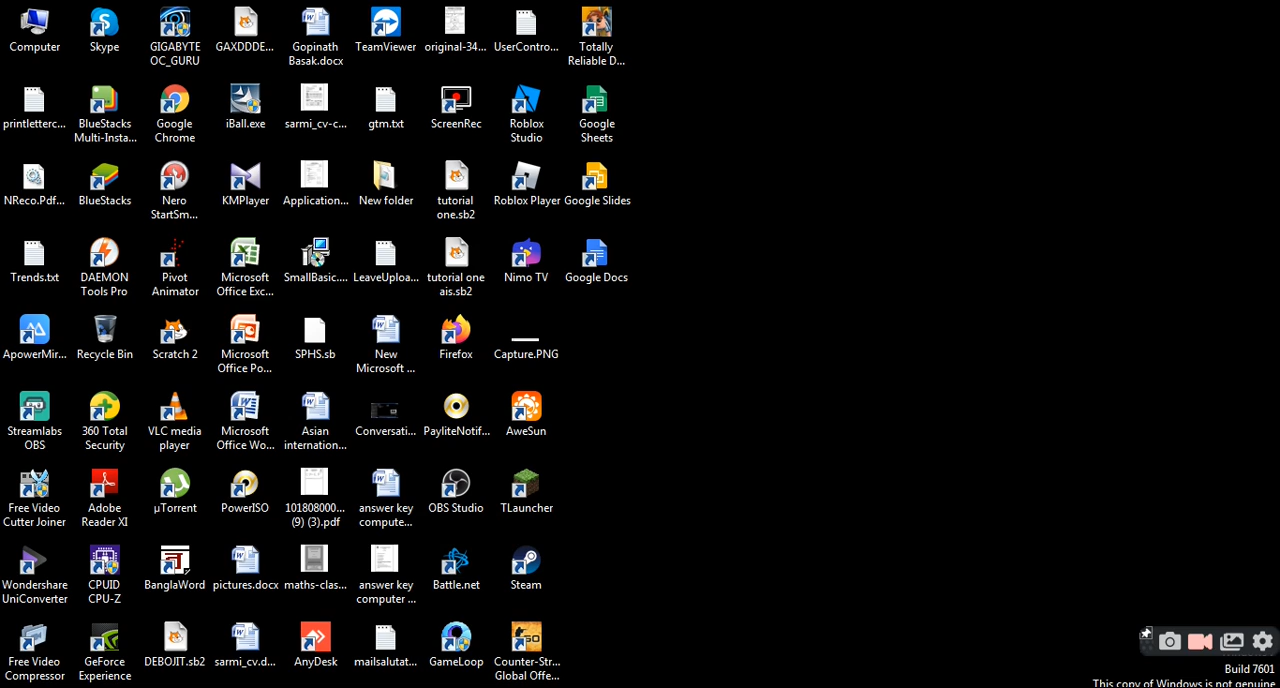 Computer
Skype
GIGABYTE
OC_GURU
GAXDDDE...
Gopinath
Basak.docx
TeamViewer
original-34...
UserContro...
Totally
Reliable D...
printletterc...
BlueStacks
Multi-Insta...
Google
Chrome
iBall.exe
sarmi_cv-c...
gtm.txt
ScreenRec
Roblox
Studio
Google
Sheets
NReco.Pdf...
BlueStacks
Nero
StartSm...
KMPlayer
Application...
New folder
tutorial
one.sb2
Roblox Player
Google Slides
Trends.txt
DAEMON
Tools Pro
Pivot
Animator
Microsoft
Office Exc...
SmallBasic....
LeaveUploa...
tutorial one
ais.sb2
Nimo TV
Google Docs
ApowerMir...
Recycle Bin
Scratch 2
Microsoft
Office Po...
SPHS.sb
New
Microsoft ...
Firefox
Capture.PNG
Streamlabs
OBS
360 Total
Security
VLC media
player
Microsoft
Office Wo...
Asian
internation...
Conversati...
PayliteNotif...
AweSun
Free Video
Cutter Joiner
Adobe
Reader XI
µTorrent
PowerISO
101808000...
(9) (3).pdf
answer key
compute...
OBS Studio
TLauncher
Wondershare
UniConverter
CPUID
CPU-Z
BanglaWord
pictures.docx
maths-clas...
answer key
computer ...
Battle.net
Steam
Free Video
Compressor
GeForce
Experience
DEBOJIT.sb2
sarmi_cv.d...
AnyDesk
mailsalutat...
GameLoop
Counter-Str...
Global Offe...
Build 7601
This copy of Windows is not genuine